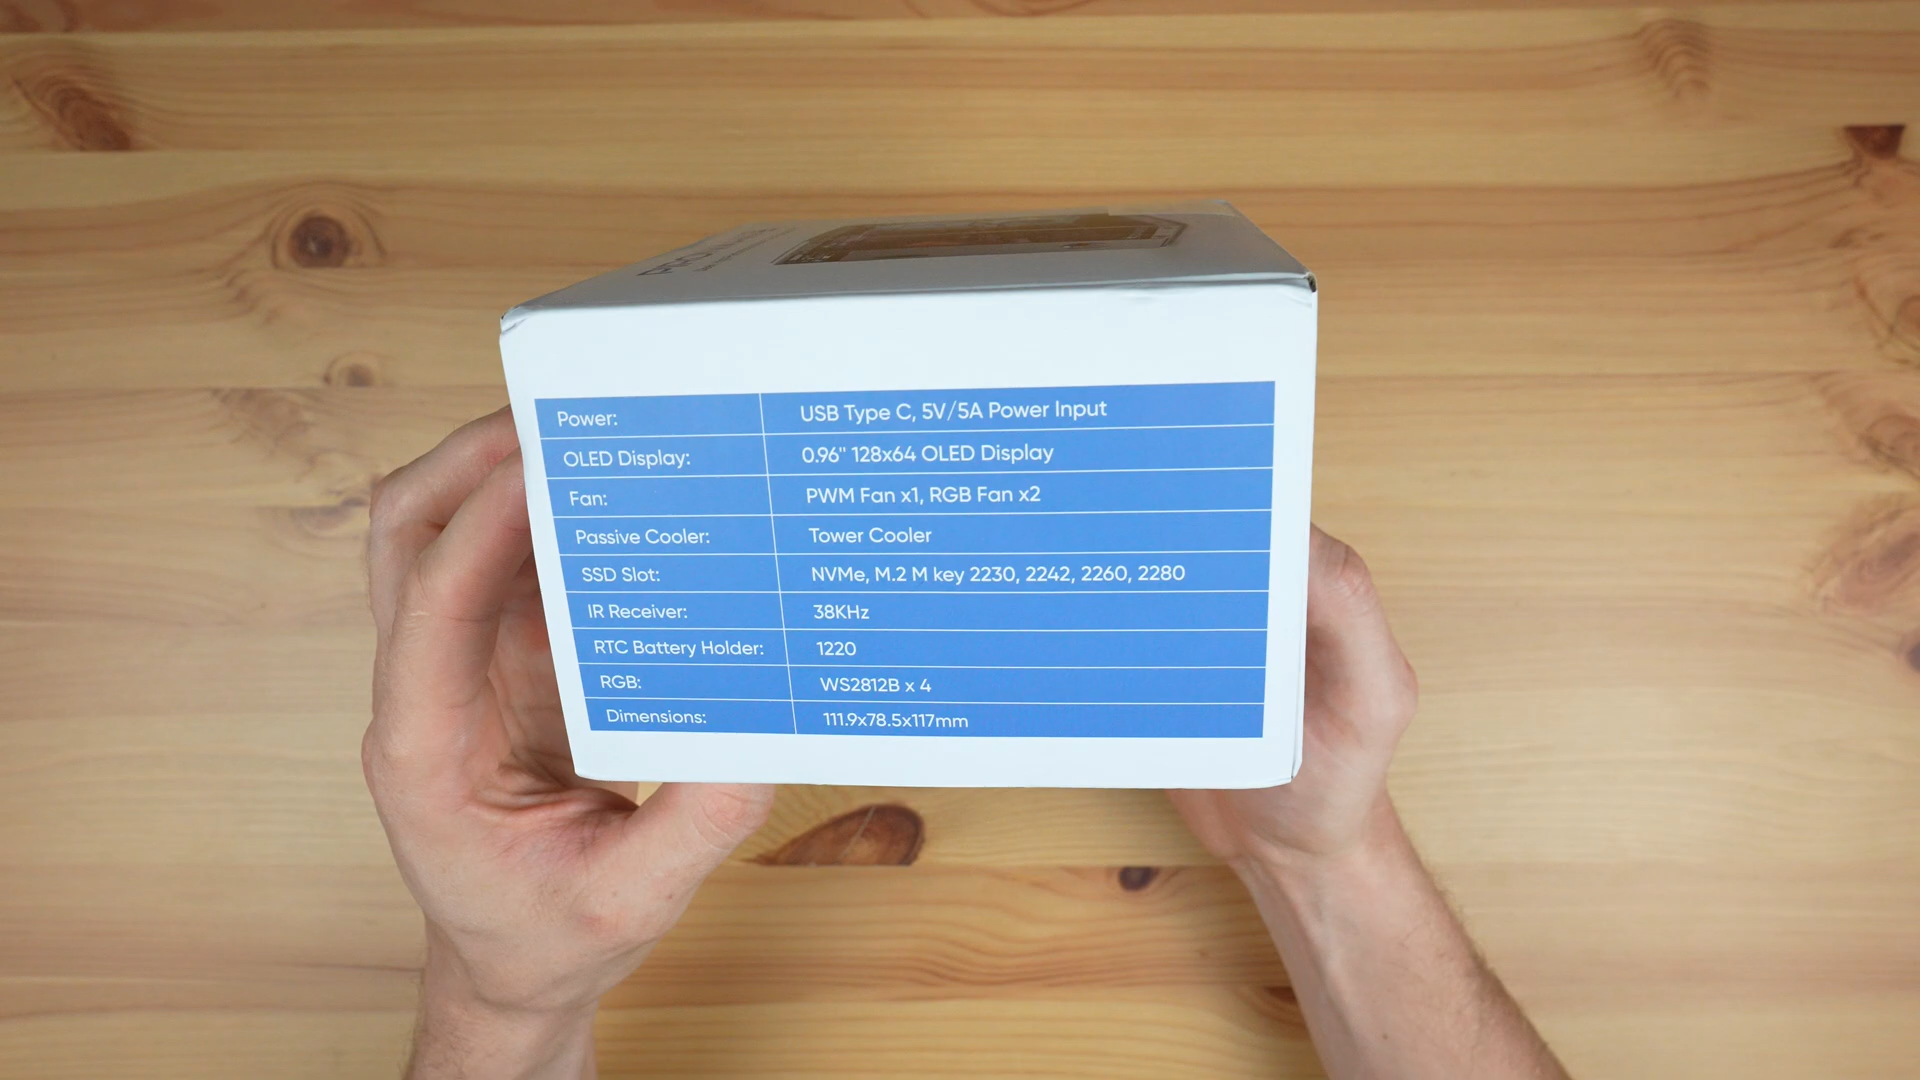 Power: USB Type C, 5V/5A Power Input
OLED Display: 0.96" 128x64 OLED Display
Fan: PWM Fan x1, RGB Fan x2
Passive Cooler: Tower Cooler
SSD Slot: NVMe, M.2 M key 2230, 2242, 2260, 2280
IR Receiver: 38KHz
RTC Battery Holder: 1220
RGB: WS2812B x 4
Dimensions: 111.9x78.5x117mm